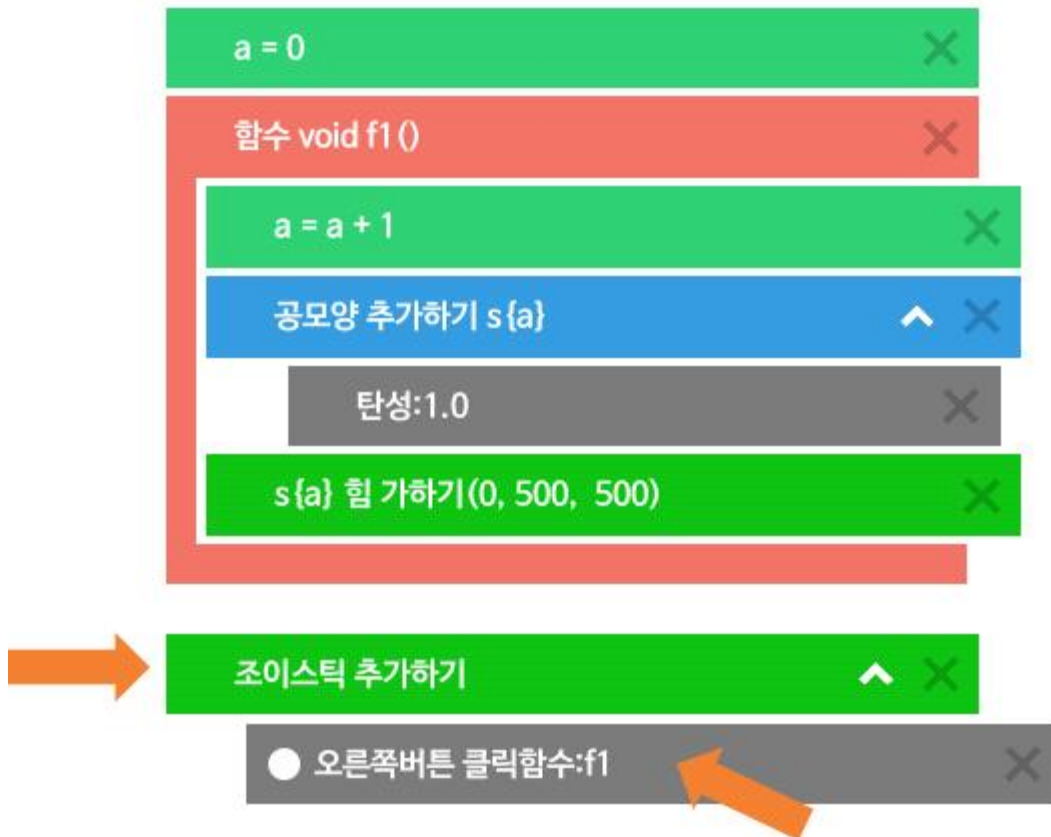 a = 0
함수 void f1 ()
a = a + 1
공모양 추가하기 s{a}
탄성:1.0
s{a} 힘 가하기(0, 500, 500)
조이스틱 추가하기
오른쪽버튼 클릭함수:f1